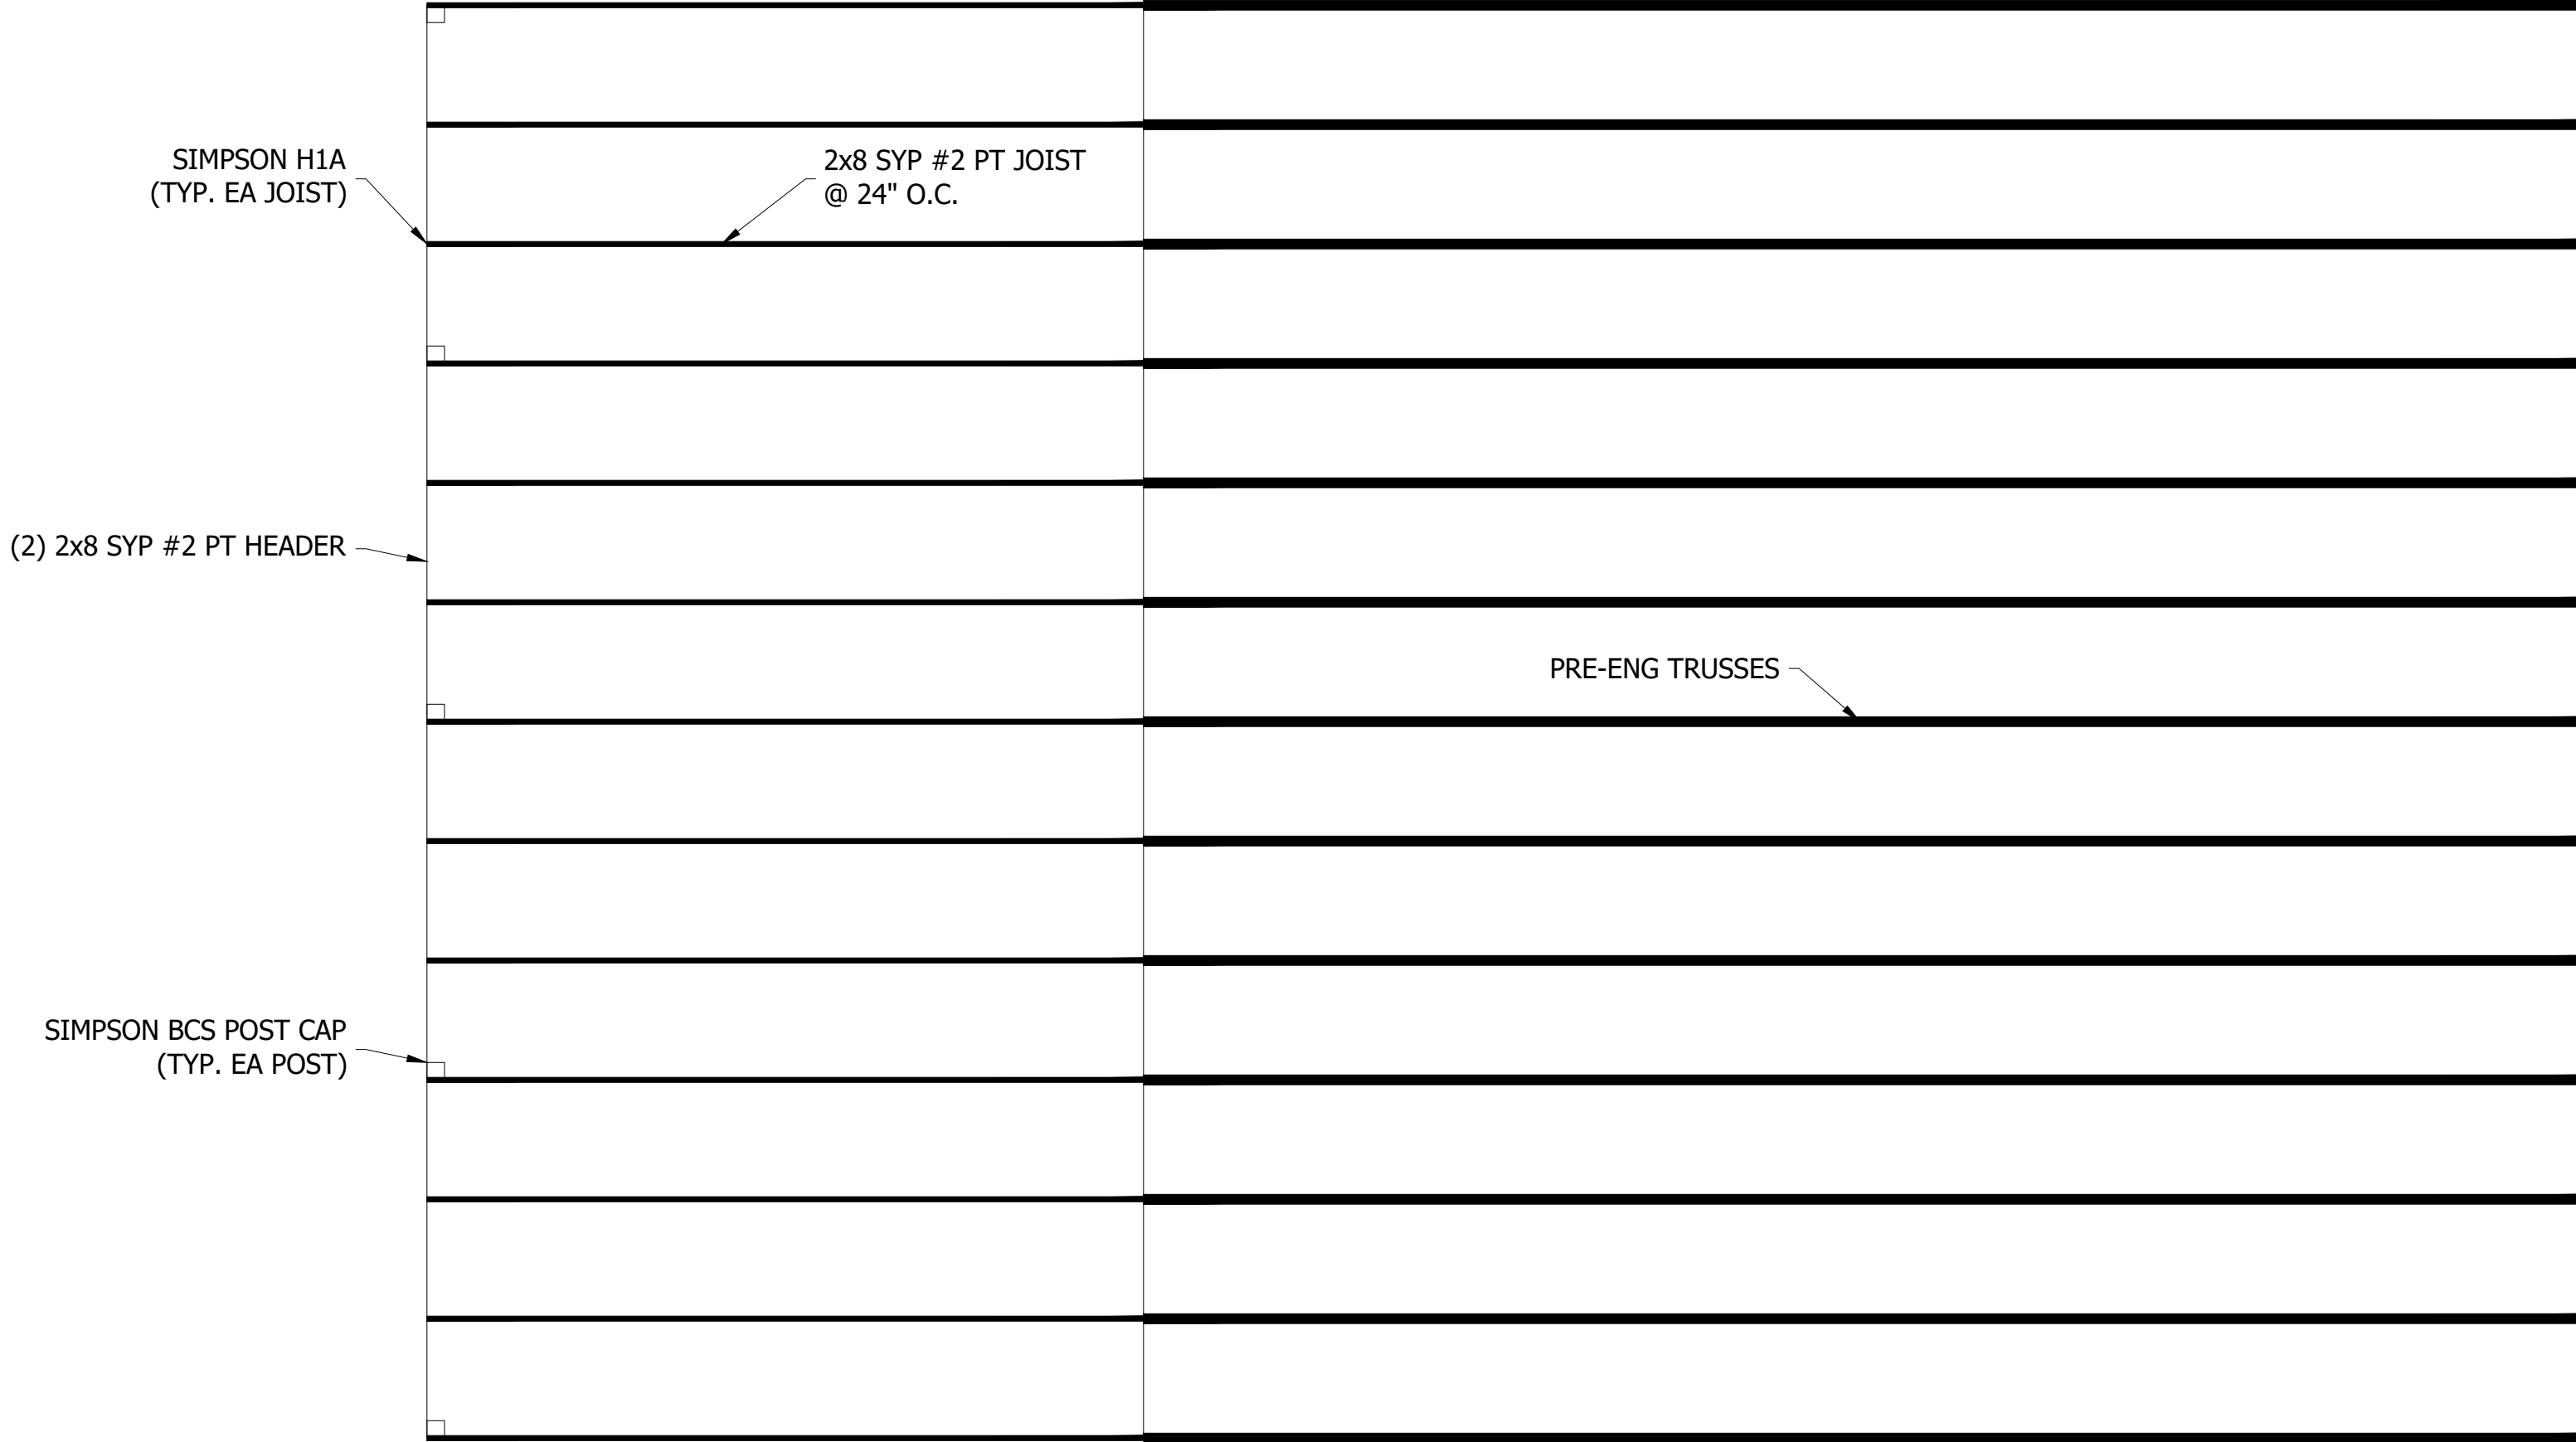 SIMPSON H1A
(TYP. EA JOIST)
2x8 SYP #2 PT JOIST
@ 24" O.C.
(2) 2x8 SYP #2 PT HEADER
PRE-ENG TRUSSES
SIMPSON BCS POST CAP
(TYP. EA POST)